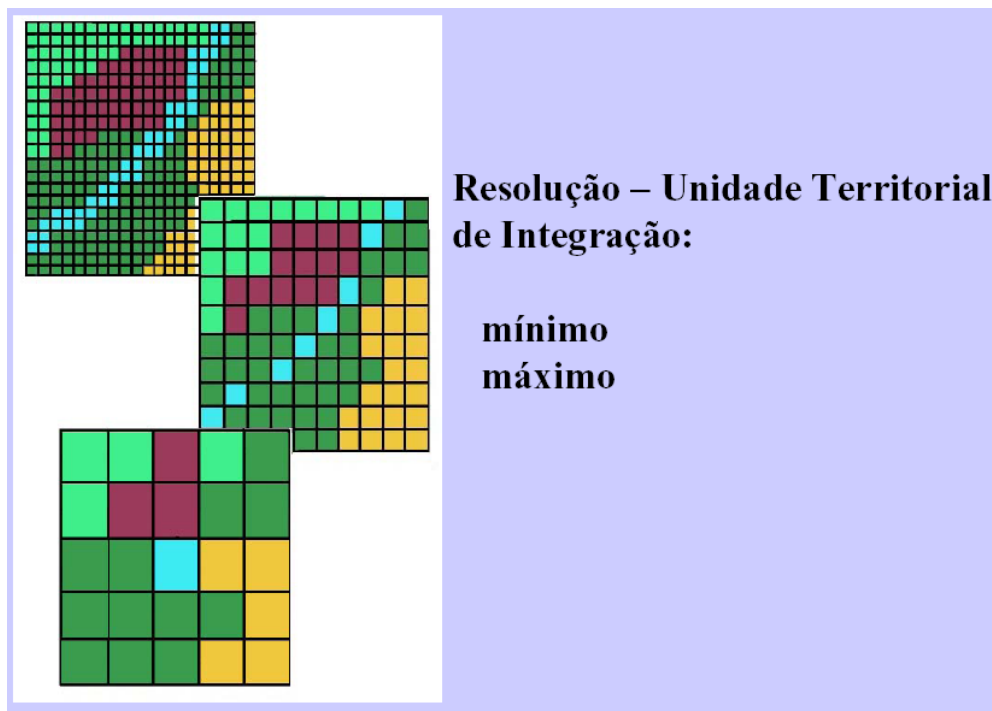 Resolução – Unidade Territorial
de Integração:
mínimo
máximo